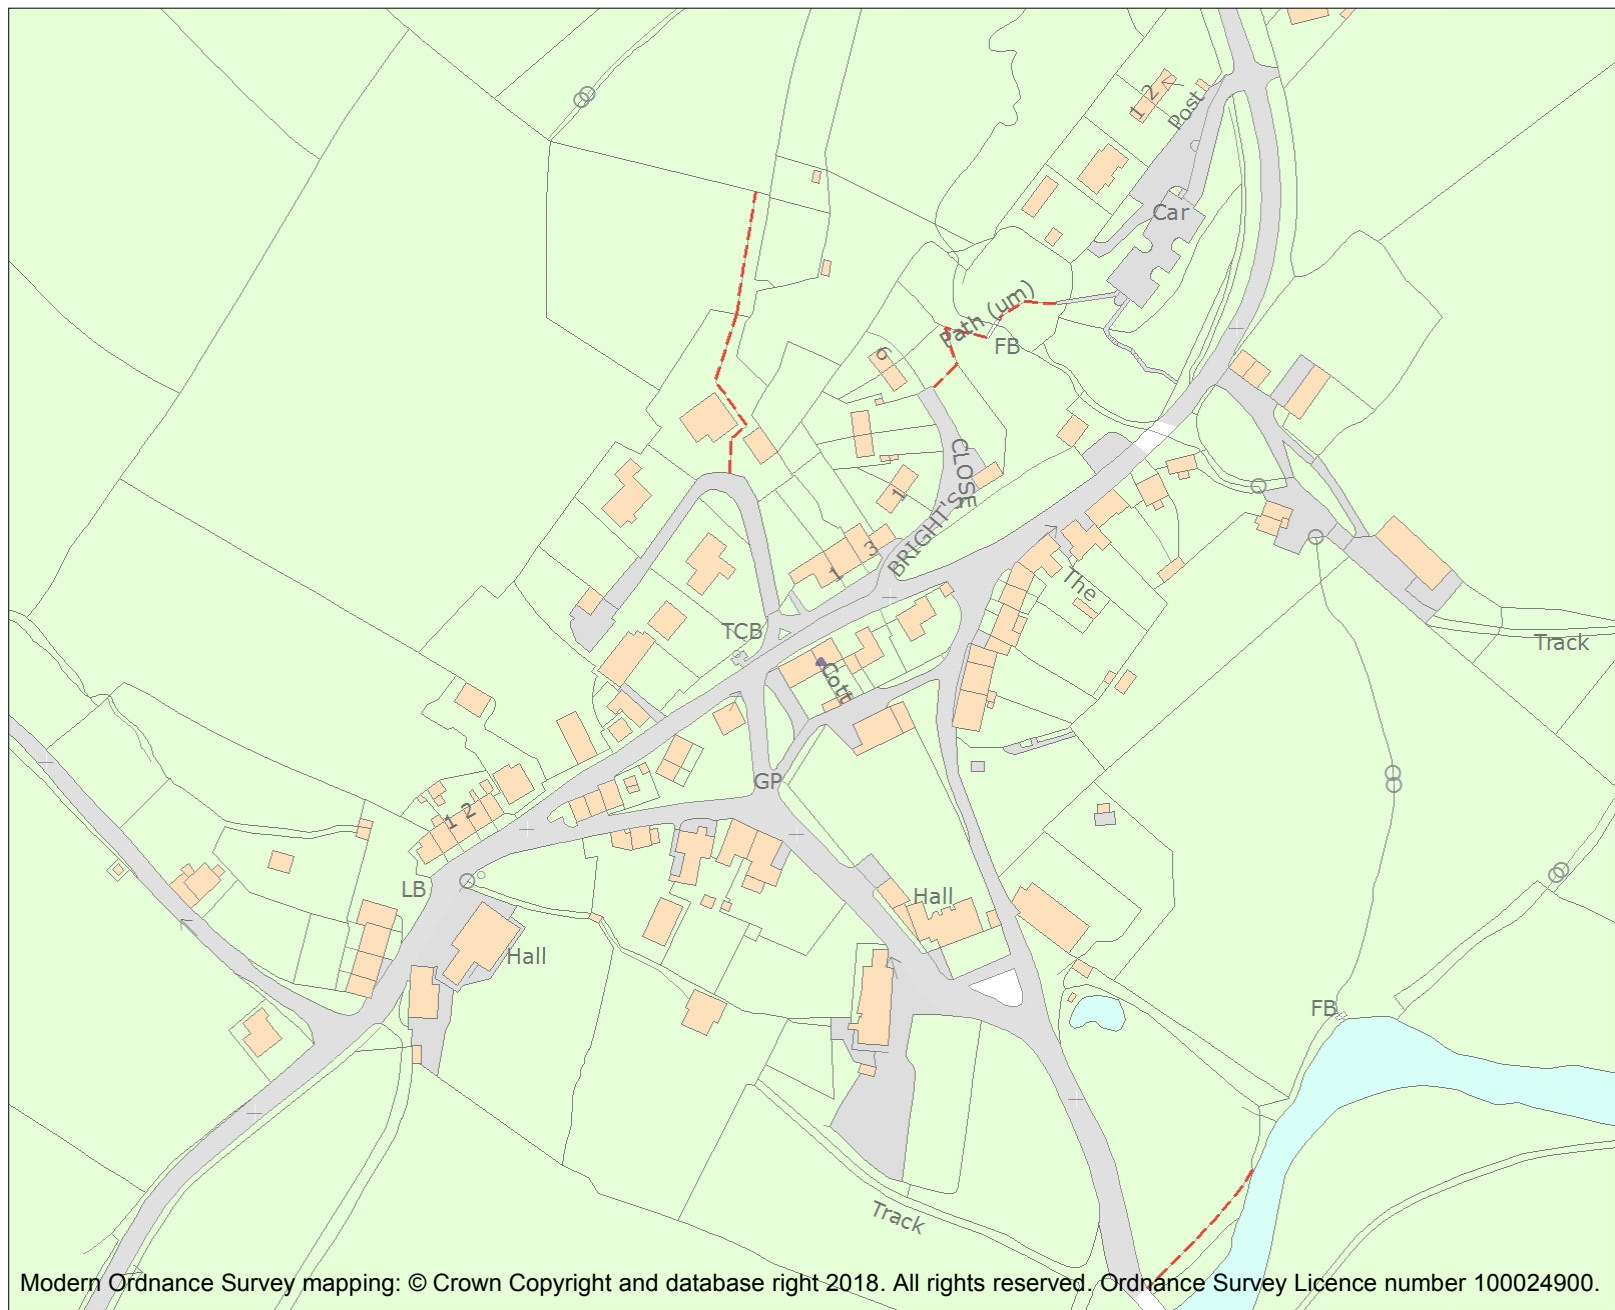 1 2
Post
Car
Path (um)
FB
6
CLOSE
1
BRIGHT'S
3
1
The
TCB
Track
Cott
GP
1 2
LB
Hall
Hall
FB
Track
Modern Ordnance Survey mapping: © Crown Copyright and database right 2018. All rights reserved. Ordnance Survey Licence number 100024900.